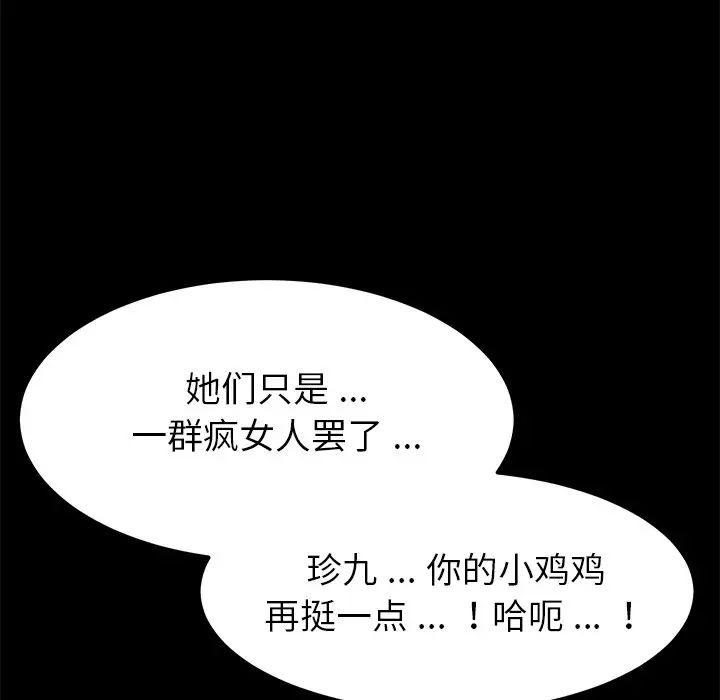 她们只是 ...
一群疯女人罢了 ...
珍九 ... 你的小鸡鸡
再挺一点 ... ！哈呃 ... ！